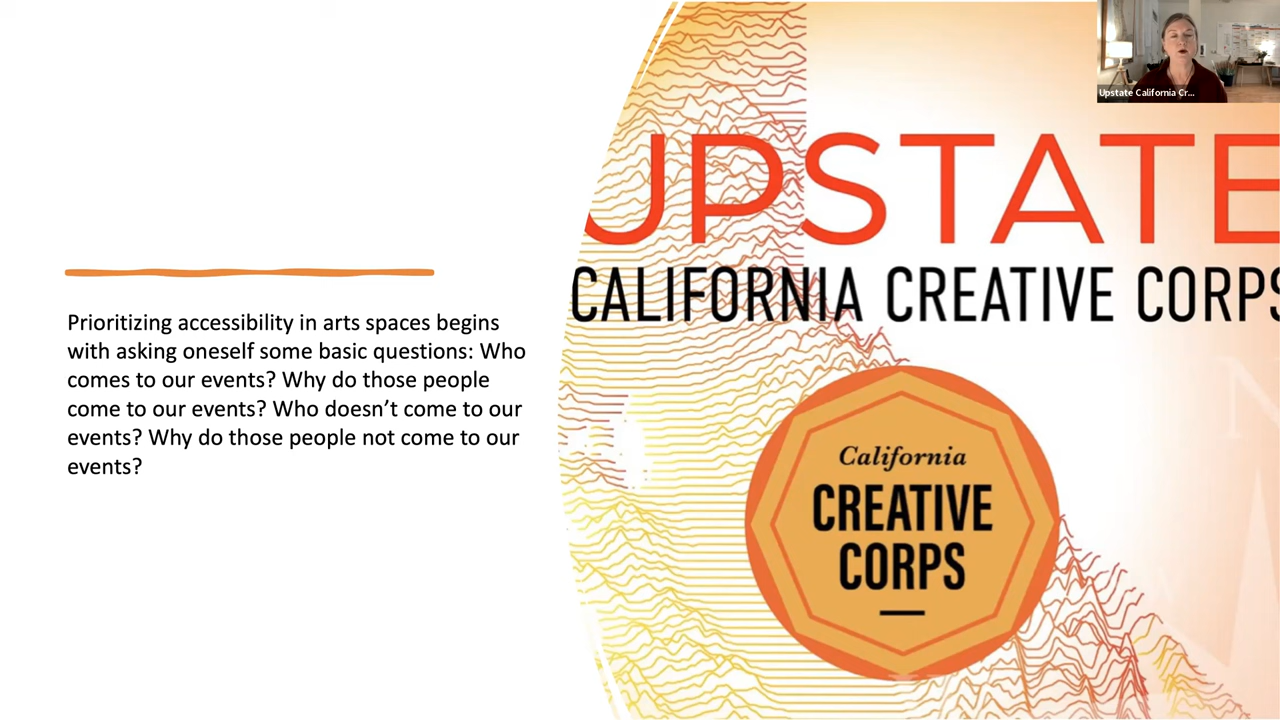 Upstate California Cr...
UPSTATE
CALIFORNIA CREATIVE CORPS
Prioritizing accessibility in arts spaces begins
with asking oneself some basic questions: Who
comes to our events? Why do those people
come to our events? Who doesn’t come to our
events? Why do those people not come to our
events?
California
CREATIVE
CORPS